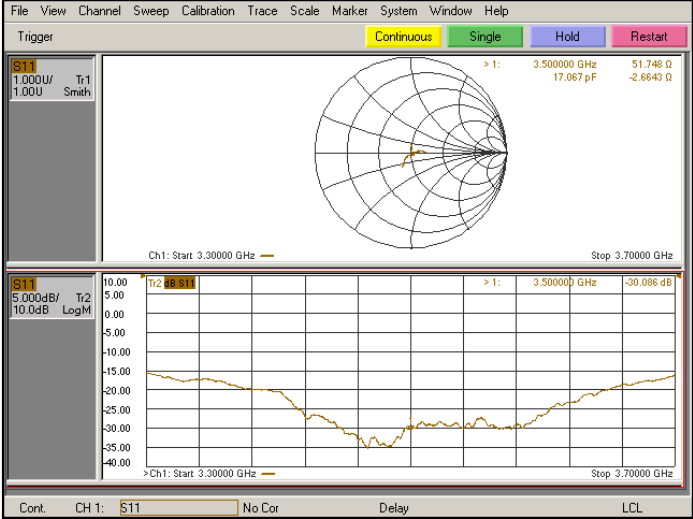 File View Channel Sweep Calibration Trace Scale Marker System Window Help
Trigger Continuous Single Hold Restart
S11
1.000U/ Tr1
1.00U Smith
> 1: 3.500000 GHz 51.748 Ω
17.067 pF -2.6643 Ω
Ch1: Start 3.30000 GHz Stop 3.70000 GHz
S11
5.000dB/ Tr2
10.0dB LogM
Tr2 dB S11 > 1: 3.500000 GHz -30.086 dB
10.00
5.00
0.00
-5.00
-10.00
-15.00
-20.00
-25.00
-30.00
-35.00
-40.00
>Ch1: Start 3.30000 GHz Stop 3.70000 GHz
Cont. CH 1: S11 No Cor Delay LCL